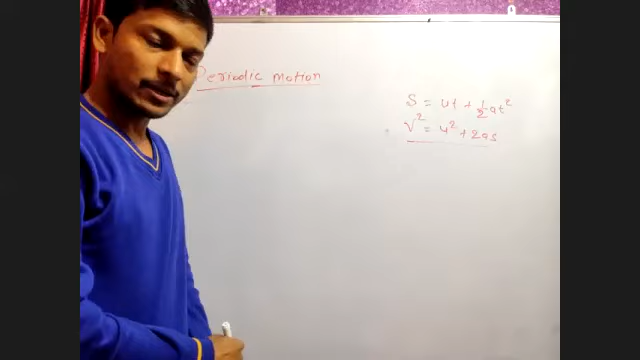 Periodic motion
S = ut + ½at²
V² = u² + 2as